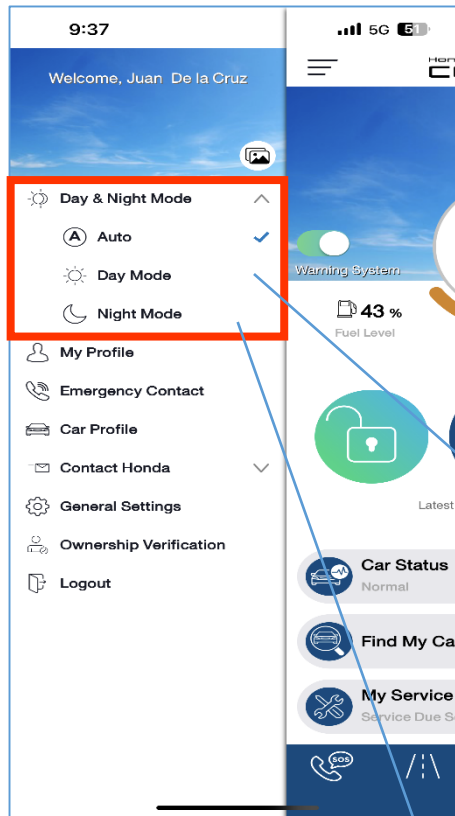 9:37
5G 51
Welcome, Juan De la Cruz
Day & Night Mode
A Auto
Day Mode
Night Mode
My Profile
Emergency Contact
Car Profile
Contact Honda
General Settings
Ownership Verification
Logout
Warning System
43 %
Fuel Level
Latest
Car Status
Normal
Find My Ca
My Service
Service Due S
SOS